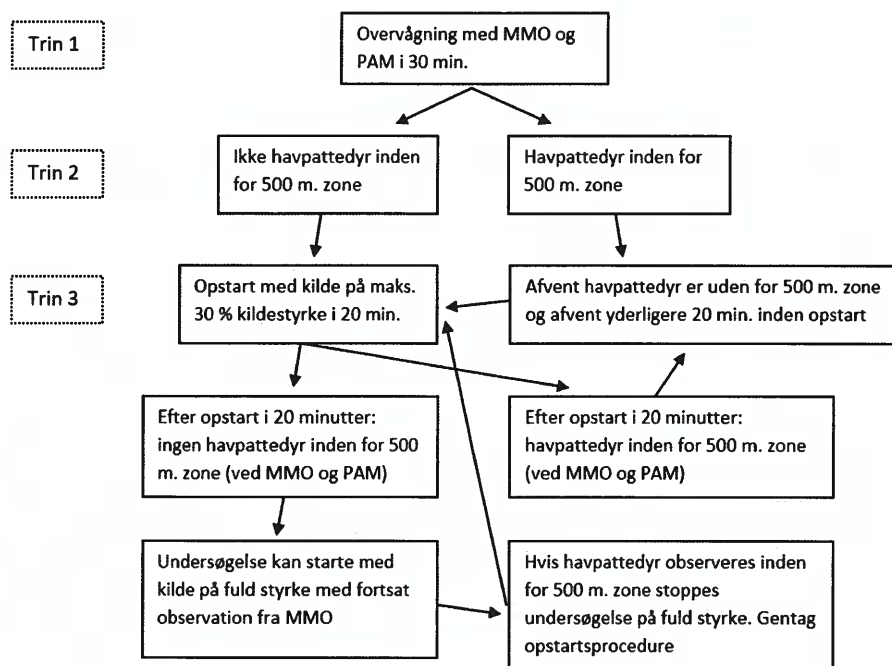 Trin 1
Overvågning med MMO og
PAM i 30 min.
Trin 2
Ikke havpattedyr inden
for 500 m. zone
Havpattedyr inden for
500 m. zone
Trin 3
Opstart med kilde på maks.
30 % kildestyrke i 20 min.
Afvent havpattedyr er uden for 500 m. zone
og afvent yderligere 20 min. inden opstart
Efter opstart i 20 minutter:
ingen havpattedyr inden for 500
m. zone (ved MMO og PAM)
Efter opstart i 20 minutter:
havpattedyr inden for 500 m. zone
(ved MMO og PAM)
Undersøgelse kan starte med
kilde på fuld styrke med fortsat
observation fra MMO
Hvis havpattedyr observeres inden
for 500 m. zone stoppes
undersøgelse på fuld styrke. Gentag
opstartsprocedure